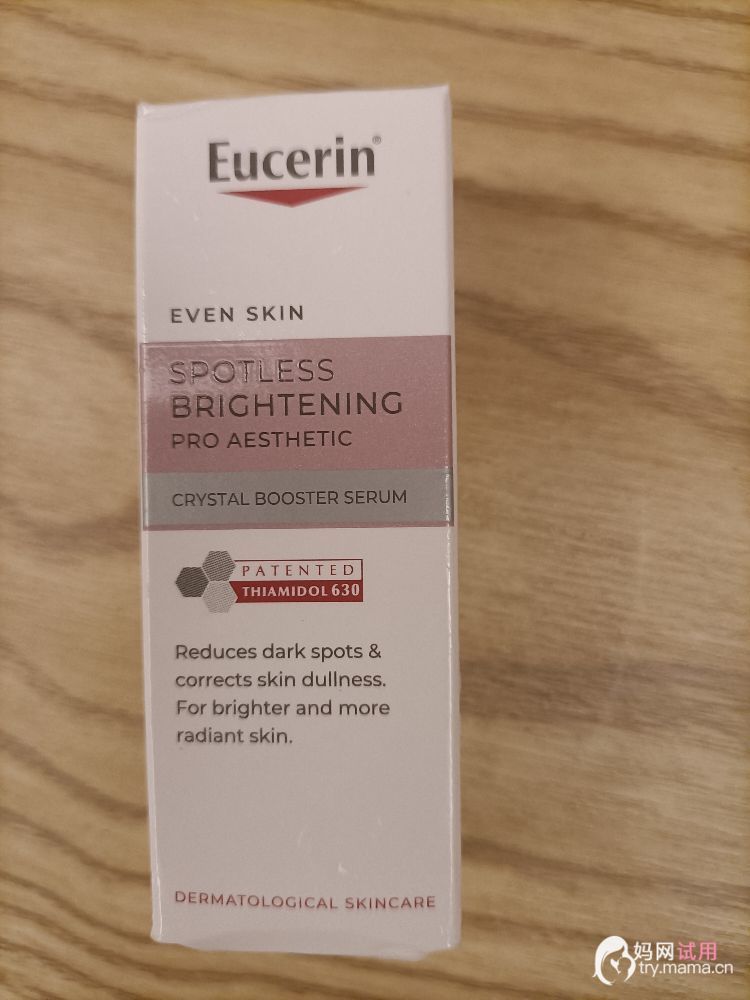 Eucerin®
EVEN SKIN
SPOTLESS
BRIGHTENING
PRO AESTHETIC
CRYSTAL BOOSTER SERUM
PATENTED
THIAMIDOL 630
Reduces dark spots &
corrects skin dullness.
For brighter and more
radiant skin.
DERMATOLOGICAL SKINCARE
妈网试用
try.mama.cn